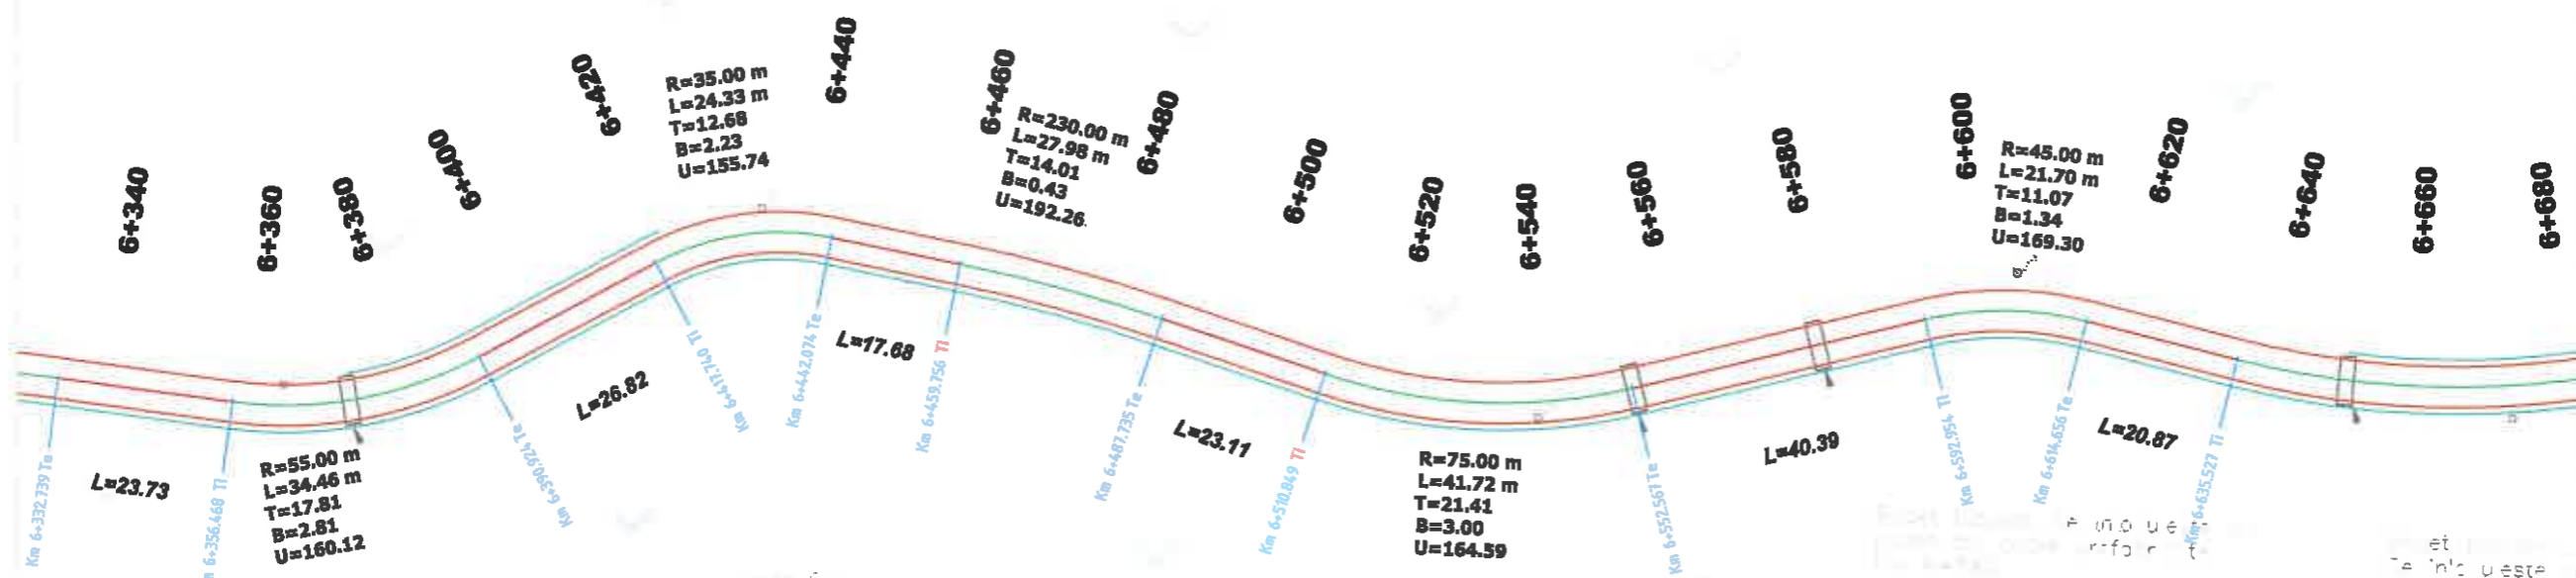 6+340
6+360
6+380
6+400
6+420
R=35.00 m
L=24.33 m
T=12.68
B=2.23
U=155.74
6+440
6+460
R=230.00 m
L=27.98 m
T=14.01
B=0.43
U=192.26
6+480
6+500
6+520
6+540
6+560
6+580
6+600
R=45.00 m
L=21.70 m
T=11.07
B=1.34
U=169.30
6+620
6+640
6+660
6+680
Km 6+332.739 Te
L=23.73
6+356.468 TI
R=55.00 m
L=34.46 m
T=17.81
B=2.81
U=160.12
Km 6+390.924 Te
L=26.82
Km 6+417.740 TI
Km 6+442.074 Te
L=17.68
Km 6+459.756 TI
Km 6+487.735 Te
L=23.11
Km 6+510.849 TI
R=75.00 m
L=41.72 m
T=21.41
B=3.00
U=164.59
Km 6+552.567 Te
L=40.39
Km 6+592.954 TI
Km 6+614.656 Te
L=20.87
Km 6+635.527 TI